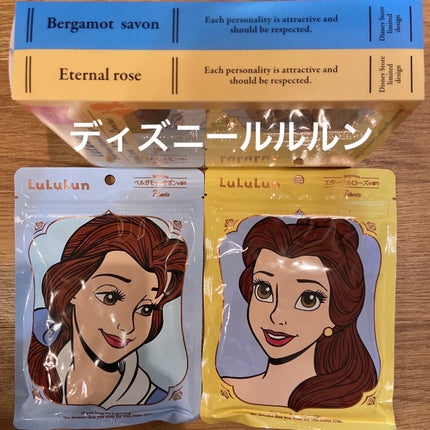 Bergamot savon
Each personality is attractive and
should be respected.
Disney Store
limited
design
Eternal rose
Each personality is attractive and
should be respected.
Disney Store
limited
design
ディズニールルルン
LuLuLun
ベルガモットサボンの香り
7sheets
LuLuLun
エターナルローズの香り
7sheets